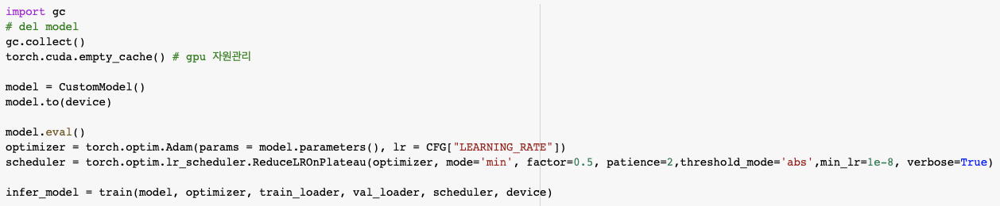 import gc
# del model
gc.collect()
torch.cuda.empty_cache() # gpu 자원관리
model = CustomModel()
model.to(device)
model.eval()
optimizer = torch.optim.Adam(params = model.parameters(), lr = CFG["LEARNING_RATE"])
scheduler = torch.optim.lr_scheduler.ReduceLROnPlateau(optimizer, mode='min', factor=0.5, patience=2,threshold_mode='abs',min_lr=1e-8, verbose=True)
infer_model = train(model, optimizer, train_loader, val_loader, scheduler, device)